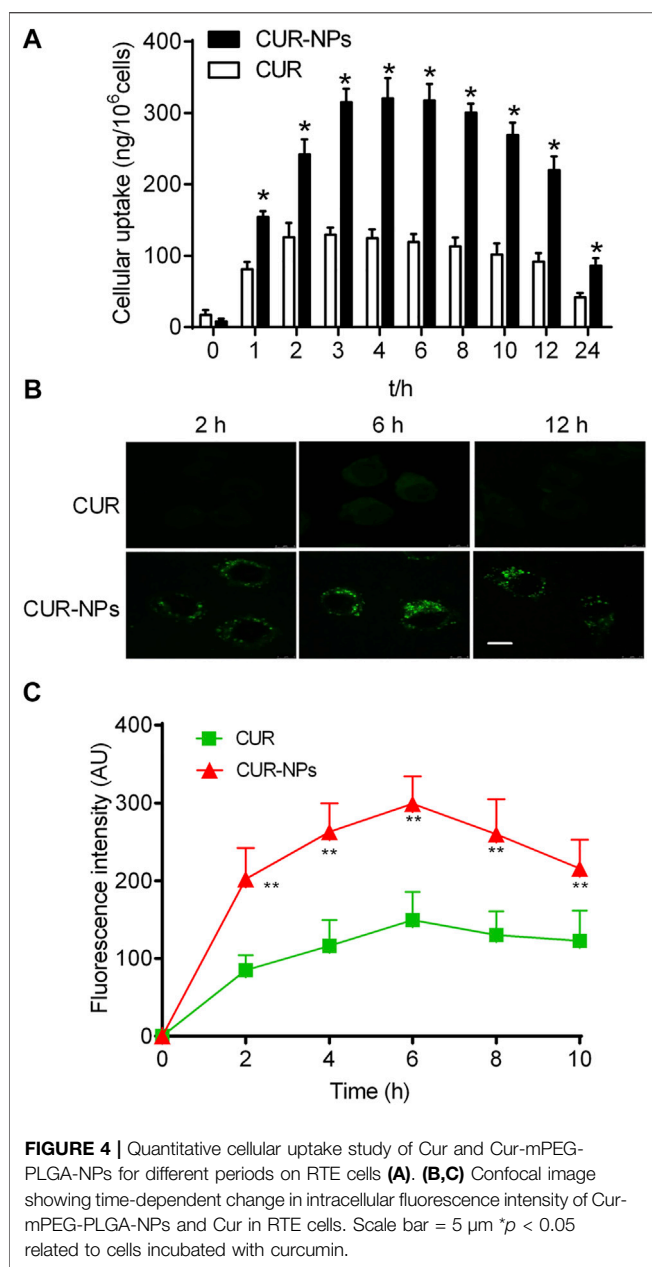 A
CUR-NPs
CUR
Cellular uptake (ng/10⁶cells)
400
300
200
100
0
* * * * * * * * *
0 1 2 3 4 6 8 10 12 24
t/h
B
2 h 6 h 12 h
CUR
CUR-NPs
C
CUR
CUR-NPs
Fluorescence intensity (AU)
400
300
200
100
0
** ** ** ** **
0 2 4 6 8 10
Time (h)
FIGURE 4 | Quantitative cellular uptake study of Cur and Cur-mPEG-
PLGA-NPs for different periods on RTE cells (A). (B,C) Confocal image
showing time-dependent change in intracellular fluorescence intensity of Cur-
mPEG-PLGA-NPs and Cur in RTE cells. Scale bar = 5 μm *p < 0.05
related to cells incubated with curcumin.